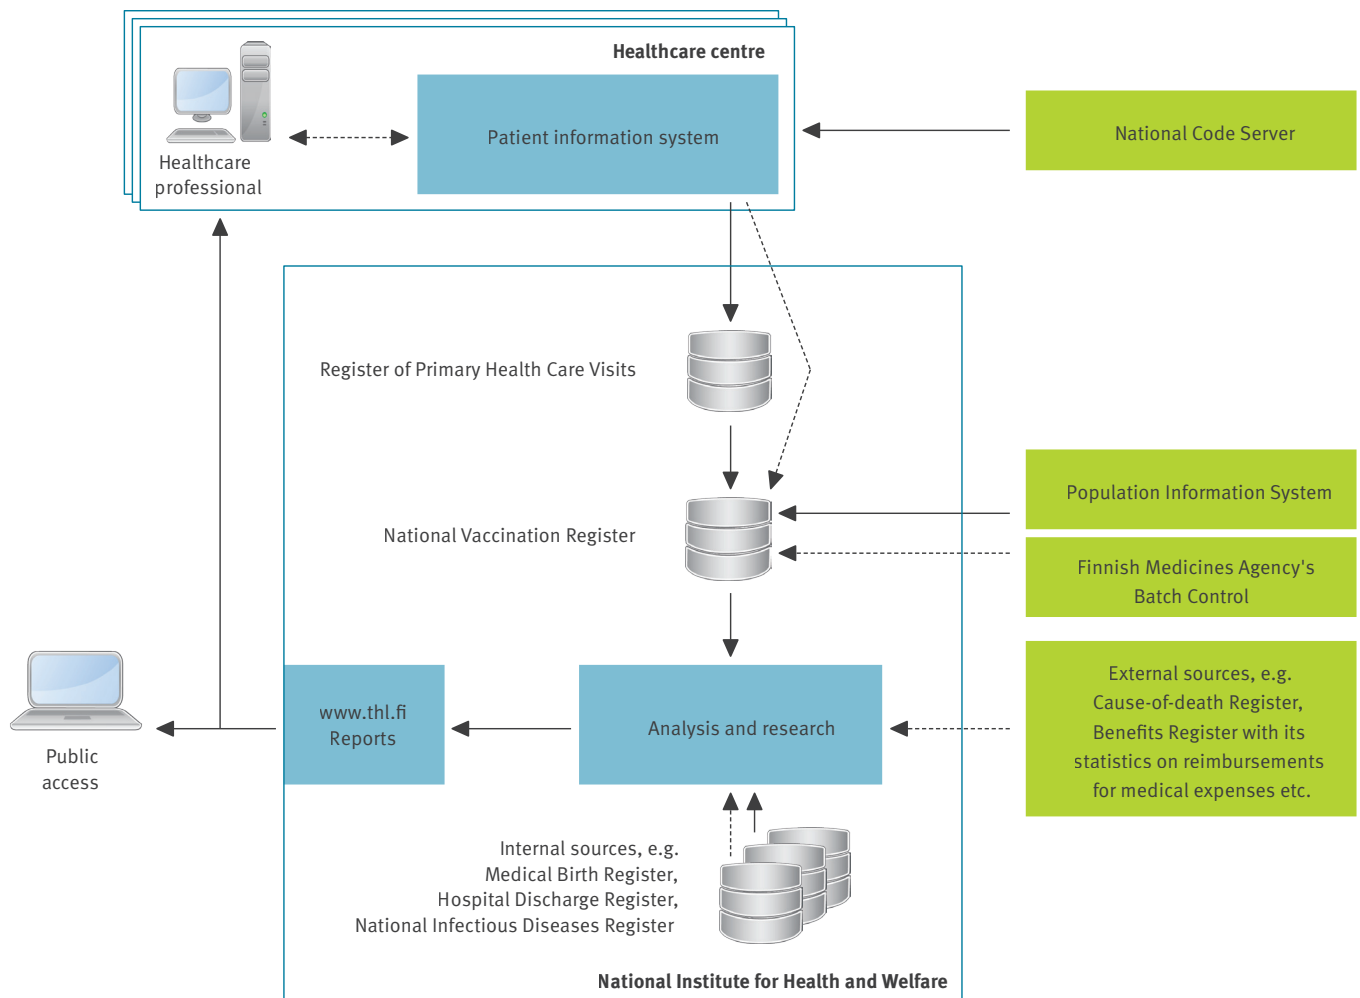 Healthcare centre
Healthcare
professional
Patient information system
National Code Server
Register of Primary Health Care Visits
National Vaccination Register
Population Information System
Finnish Medicines Agency's
Batch Control
External sources, e.g.
Cause-of-death Register,
Benefits Register with its
statistics on reimbursements
for medical expenses etc.
Public
access
www.thl.fi
Reports
Analysis and research
Internal sources, e.g.
Medical Birth Register,
Hospital Discharge Register,
National Infectious Diseases Register
National Institute for Health and Welfare